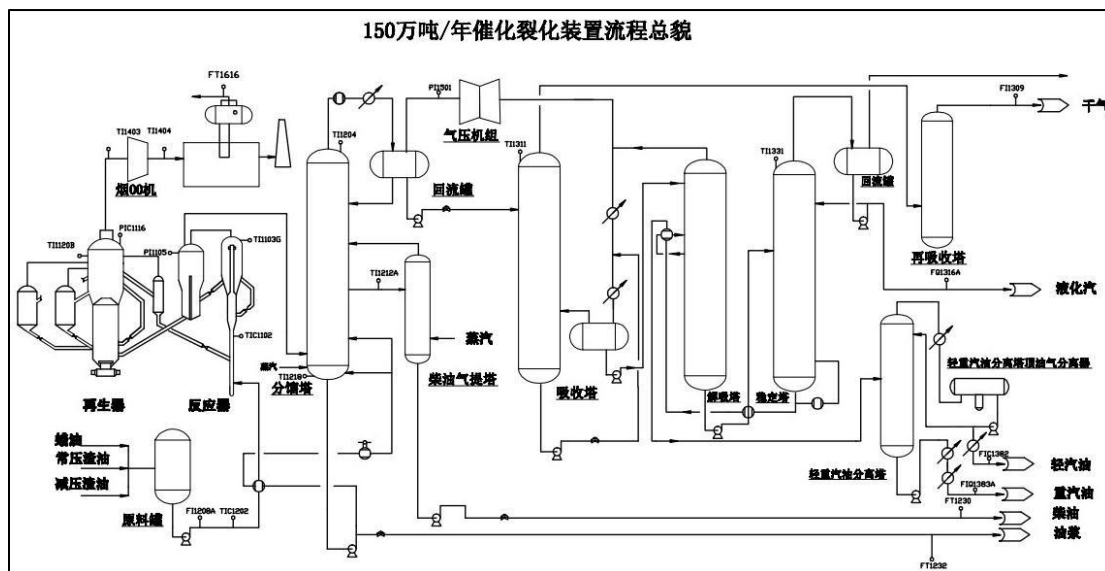 150万吨/年催化裂化装置流程总貌
FT1616
TI1403
TI1404
烟00机
TI1204
PI1501
气压机组
回流罐
TI1311
TI1331
回流罐
FI1309
干气
再吸收塔
PIC1116
TI1120B
PI1105
TI1103G
TI1212A
FQ1316A
液化汽
TIC1102
蒸汽
TI1218
分馏塔
蒸汽
柴油气提塔
吸收塔
解吸塔
稳定塔
轻重汽油分离塔顶油气分离器
再生器
反应器
蜡油
常压渣油
减压渣油
原料罐
FI1208A
TIC1202
轻重汽油分离塔
FIC1382
轻汽油
FIQ1383A
重汽油
FT1230
柴油
油浆
FT1232